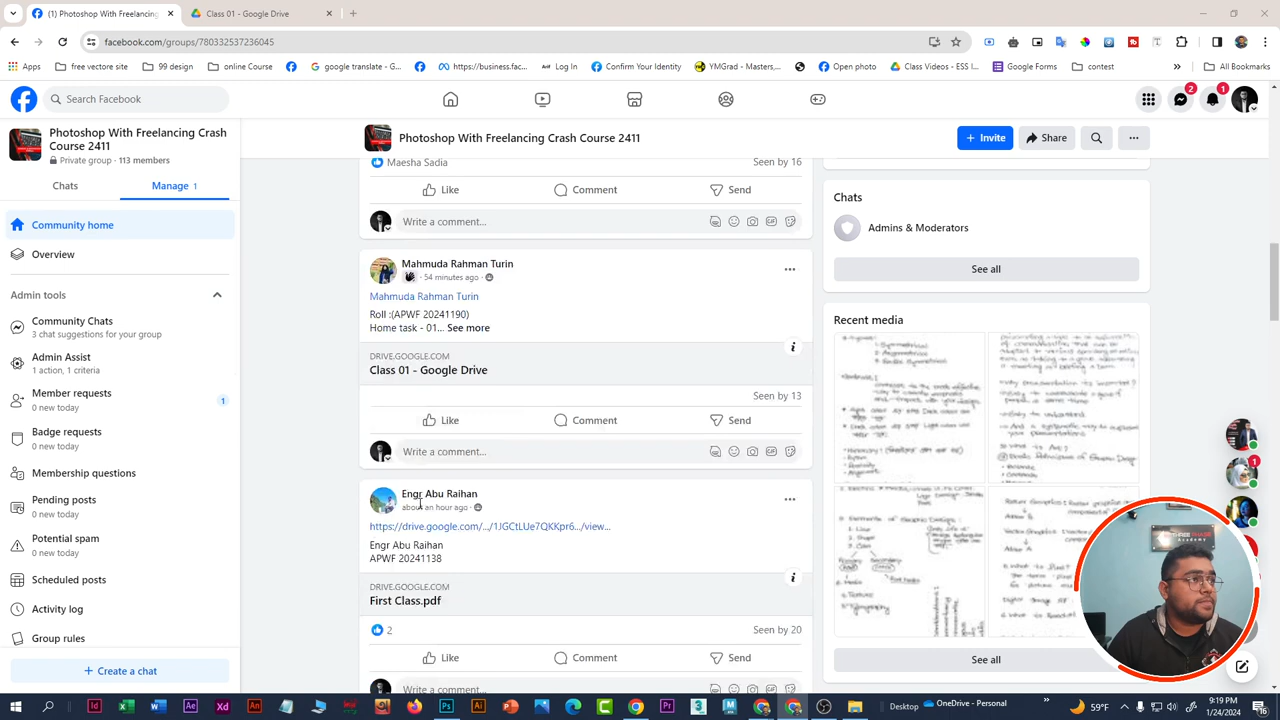 (1) Photoshop With Freelancing
Class 01 - Google Drive
facebook.com/groups/780332537236045
Apps
free vectore site
99 design
online Course
google translate - G...
https://business.fac...
Log In
Confirm Your Identity
YMGrad - Masters,...
Open photo
Class Videos - ESS I...
Google Forms
contest
All Bookmarks
Search Facebook
2
1
Photoshop With Freelancing Crash
Course 2411
Private group · 113 members
Chats
Manage 1
Community home
Overview
Admin tools
Community Chats
3 chat suggestions for your group
Admin Assist
1 action, 1 criteria
Member requests
0 new today
Badge requests
0 new today
Membership questions
Pending posts
0 new today
Potential spam
0 new today
Scheduled posts
Activity log
Group rules
+ Create a chat
Photoshop With Freelancing Crash Course 2411
+ Invite
Share
Maesha Sadia
Seen by 16
Like
Comment
Send
Write a comment...
Mahmuda Rahman Turin
54 minutes ago
Mahmuda Rahman Turin
Roll :(APWF 20241190)
Home task - 01... See more
DRIVE.GOOGLE.COM
Class 01 - Google Drive
Seen by 13
Like
Comment
Send
Write a comment...
Engr Abu Raihan
an hour ago
https://drive.google.com/.../1JGCtLUe7QKKpr6.../view...
Abu Raihan
APWF 20241138
DRIVE.GOOGLE.COM
First Class.pdf
2
Seen by 20
Like
Comment
Send
Write a comment...
Chats
Admins & Moderators
See all
Recent media
See all
1
Desktop
OneDrive - Personal
59°F
9:19 PM
1/24/2024
16